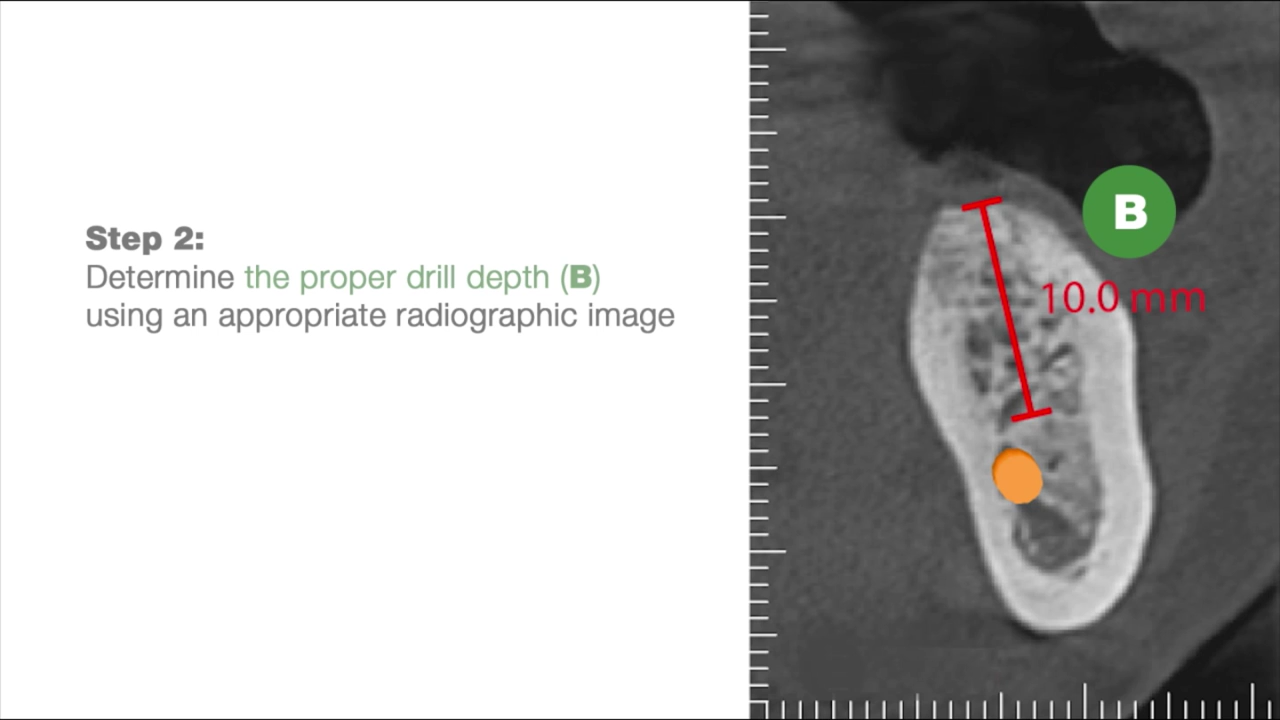 Step 2:
Determine the proper drill depth (B)
using an appropriate radiographic image
B
10.0 mm